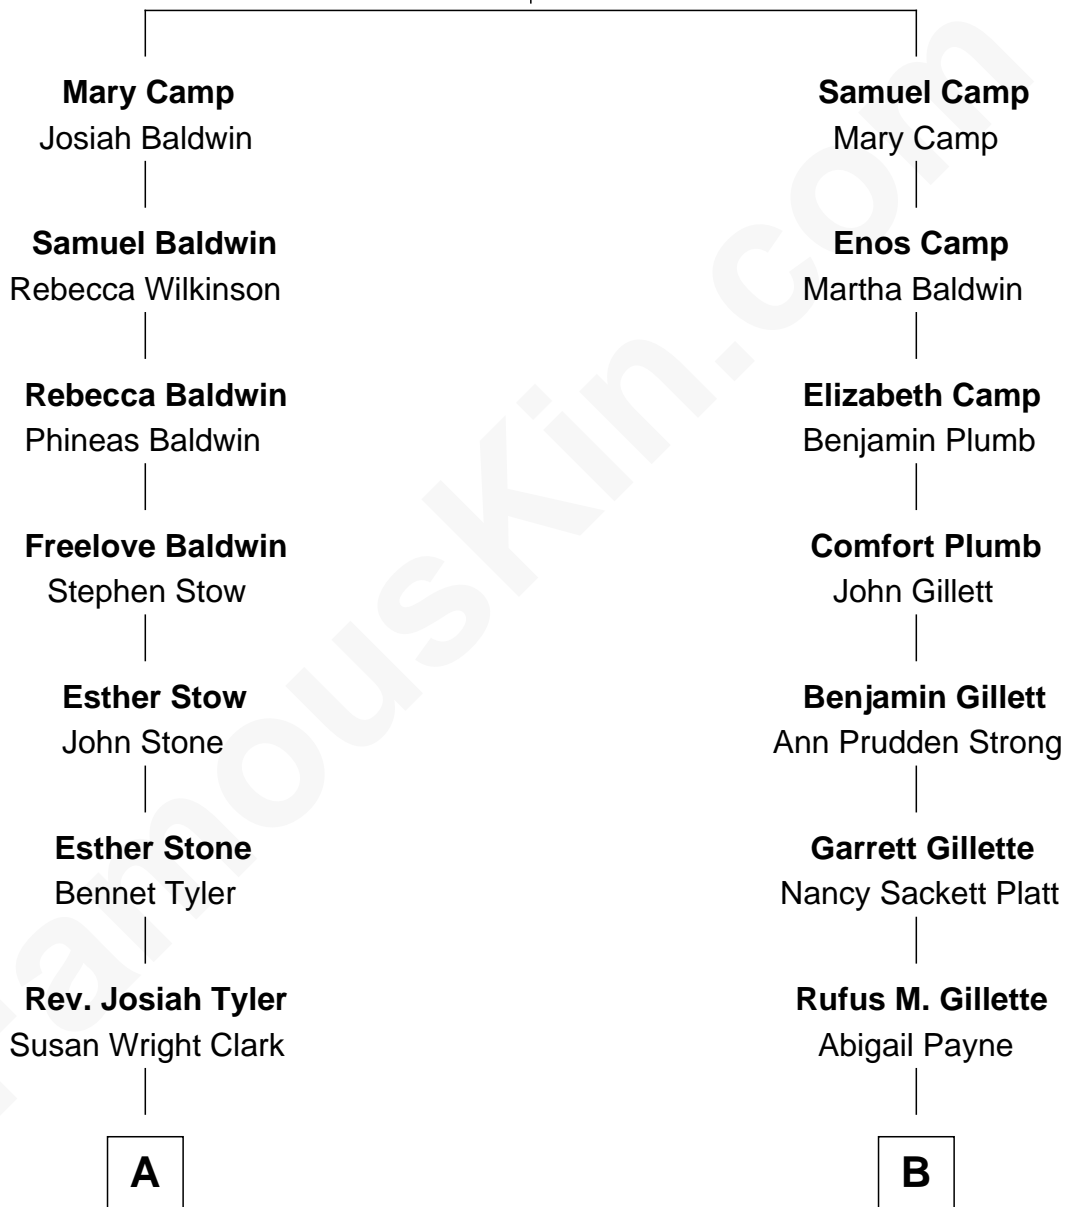 Mary Camp
Josiah Baldwin
Samuel Camp
Mary Camp
Samuel Baldwin
Rebecca Wilkinson
Enos Camp
Martha Baldwin
Rebecca Baldwin
Phineas Baldwin
Elizabeth Camp
Benjamin Plumb
Freelove Baldwin
Stephen Stow
Comfort Plumb
John Gillett
Esther Stow
John Stone
Benjamin Gillett
Ann Prudden Strong
Esther Stone
Bennet Tyler
Garrett Gillette
Nancy Sackett Platt
Rev. Josiah Tyler
Susan Wright Clark
Rufus M. Gillette
Abigail Payne
A
B
FamousKin.com